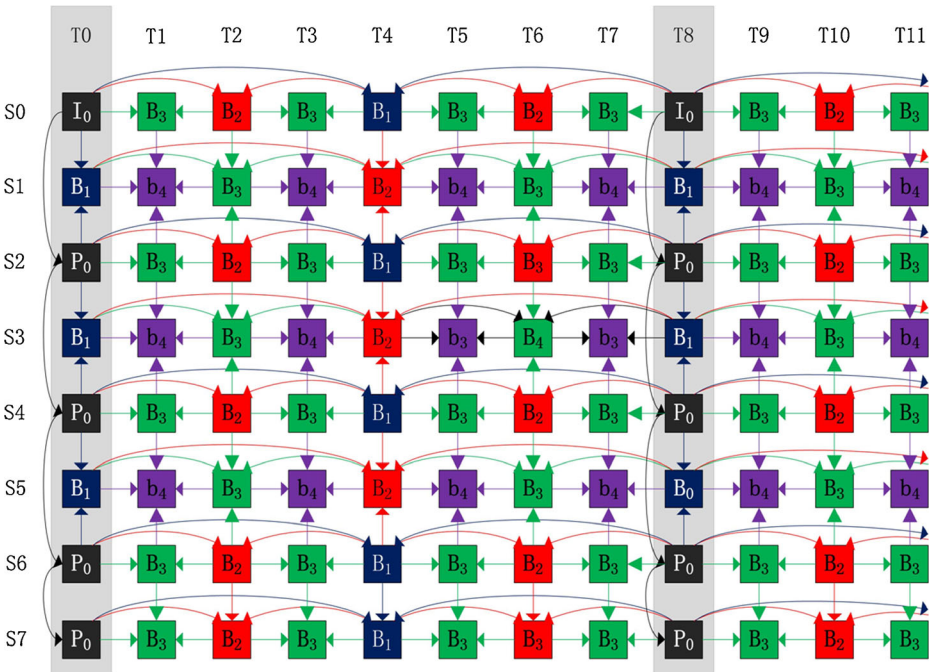 T0 T1 T2 T3 T4 T5 T6 T7 T8 T9 T10 T11
S0 I₀ B₃ B₂ B₃ B₁ B₃ B₂ B₃ I₀ B₃ B₂ B₃
S1 B₁ b₄ B₃ b₄ B₂ b₄ B₃ b₄ B₁ b₄ B₃ b₄
S2 P₀ B₃ B₂ B₃ B₁ B₃ B₃ B₃ P₀ B₃ B₂ B₃
S3 B₁ b₄ B₃ b₄ B₂ b₃ B₄ b₃ B₁ b₄ B₃ b₄
S4 P₀ B₃ B₂ B₃ B₁ B₃ B₂ B₃ P₀ B₃ B₂ B₃
S5 B₁ b₄ B₃ b₄ B₂ b₄ B₃ b₄ B₀ b₄ B₃ b₄
S6 P₀ B₃ B₂ B₃ B₁ B₃ B₂ B₃ P₀ B₃ B₂ B₃
S7 P₀ B₃ B₂ B₃ B₁ B₃ B₃ B₃ P₀ B₃ B₂ B₃